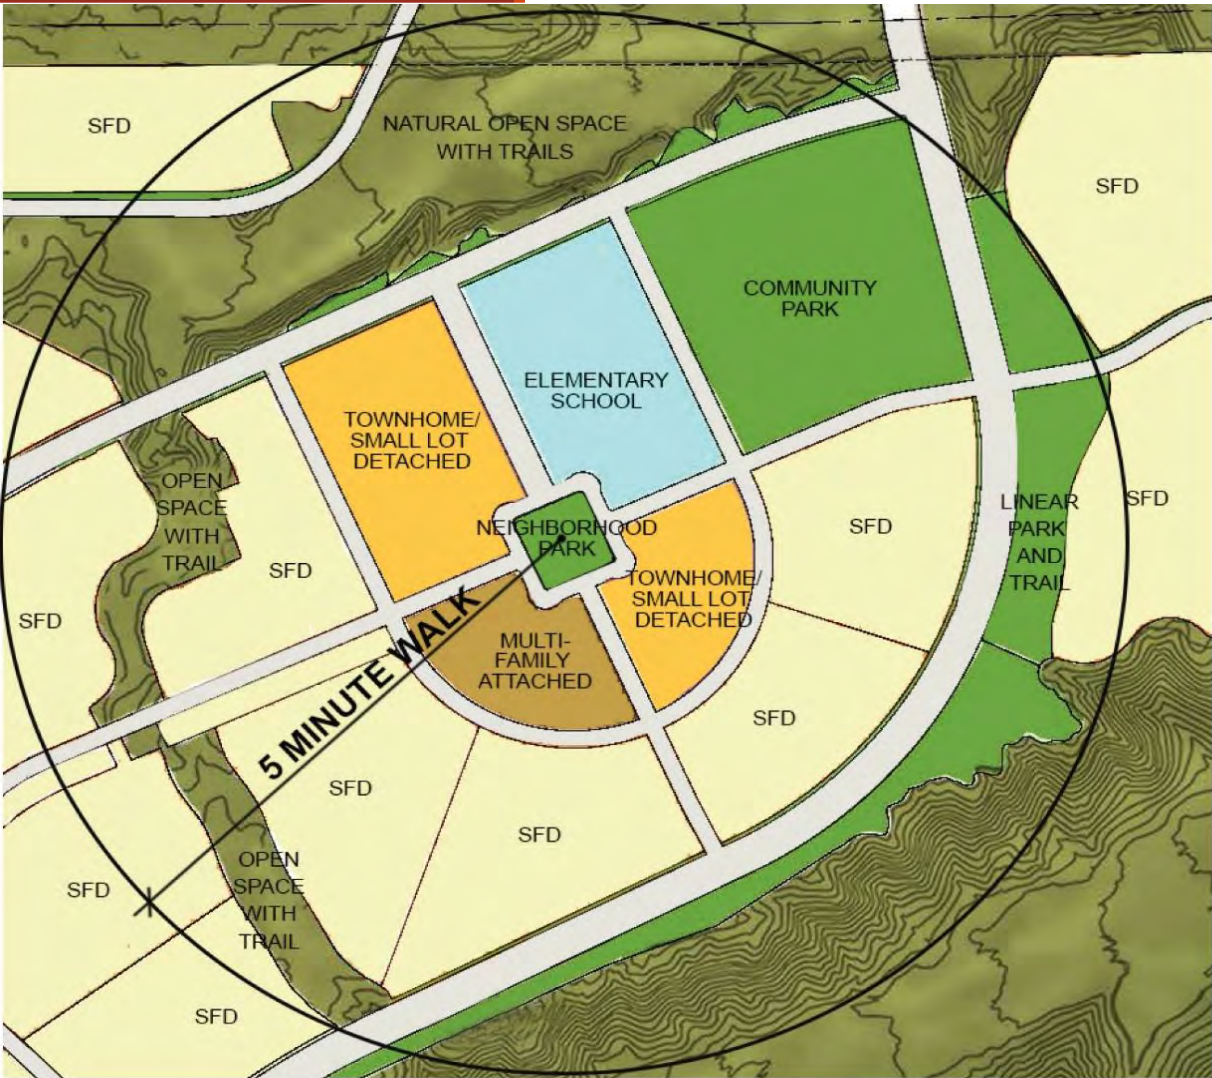 SFD
NATURAL OPEN SPACE
WITH TRAILS
SFD
COMMUNITY
PARK
ELEMENTARY
SCHOOL
TOWNHOME/
SMALL LOT
DETACHED
OPEN
SPACE
WITH
TRAIL
NEIGHBORHOOD
PARK
SFD
LINEAR
PARK
AND
TRAIL
SFD
SFD
TOWNHOME/
SMALL LOT
DETACHED
SFD
MULTI-
FAMILY
ATTACHED
5 MINUTE WALK
SFD
SFD
SFD
SFD
OPEN
SPACE
WITH
TRAIL
SFD